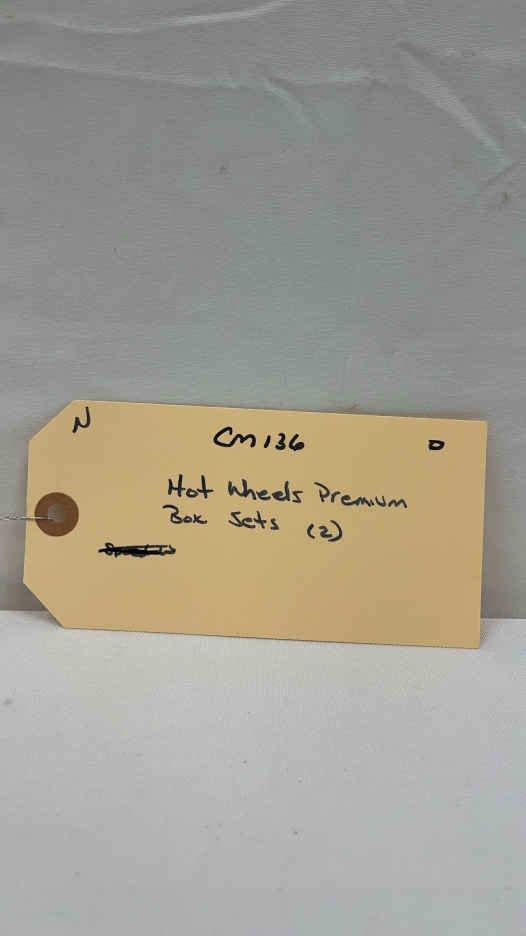 N
CM136
D
Hot Wheels Premium
Box Sets (2)